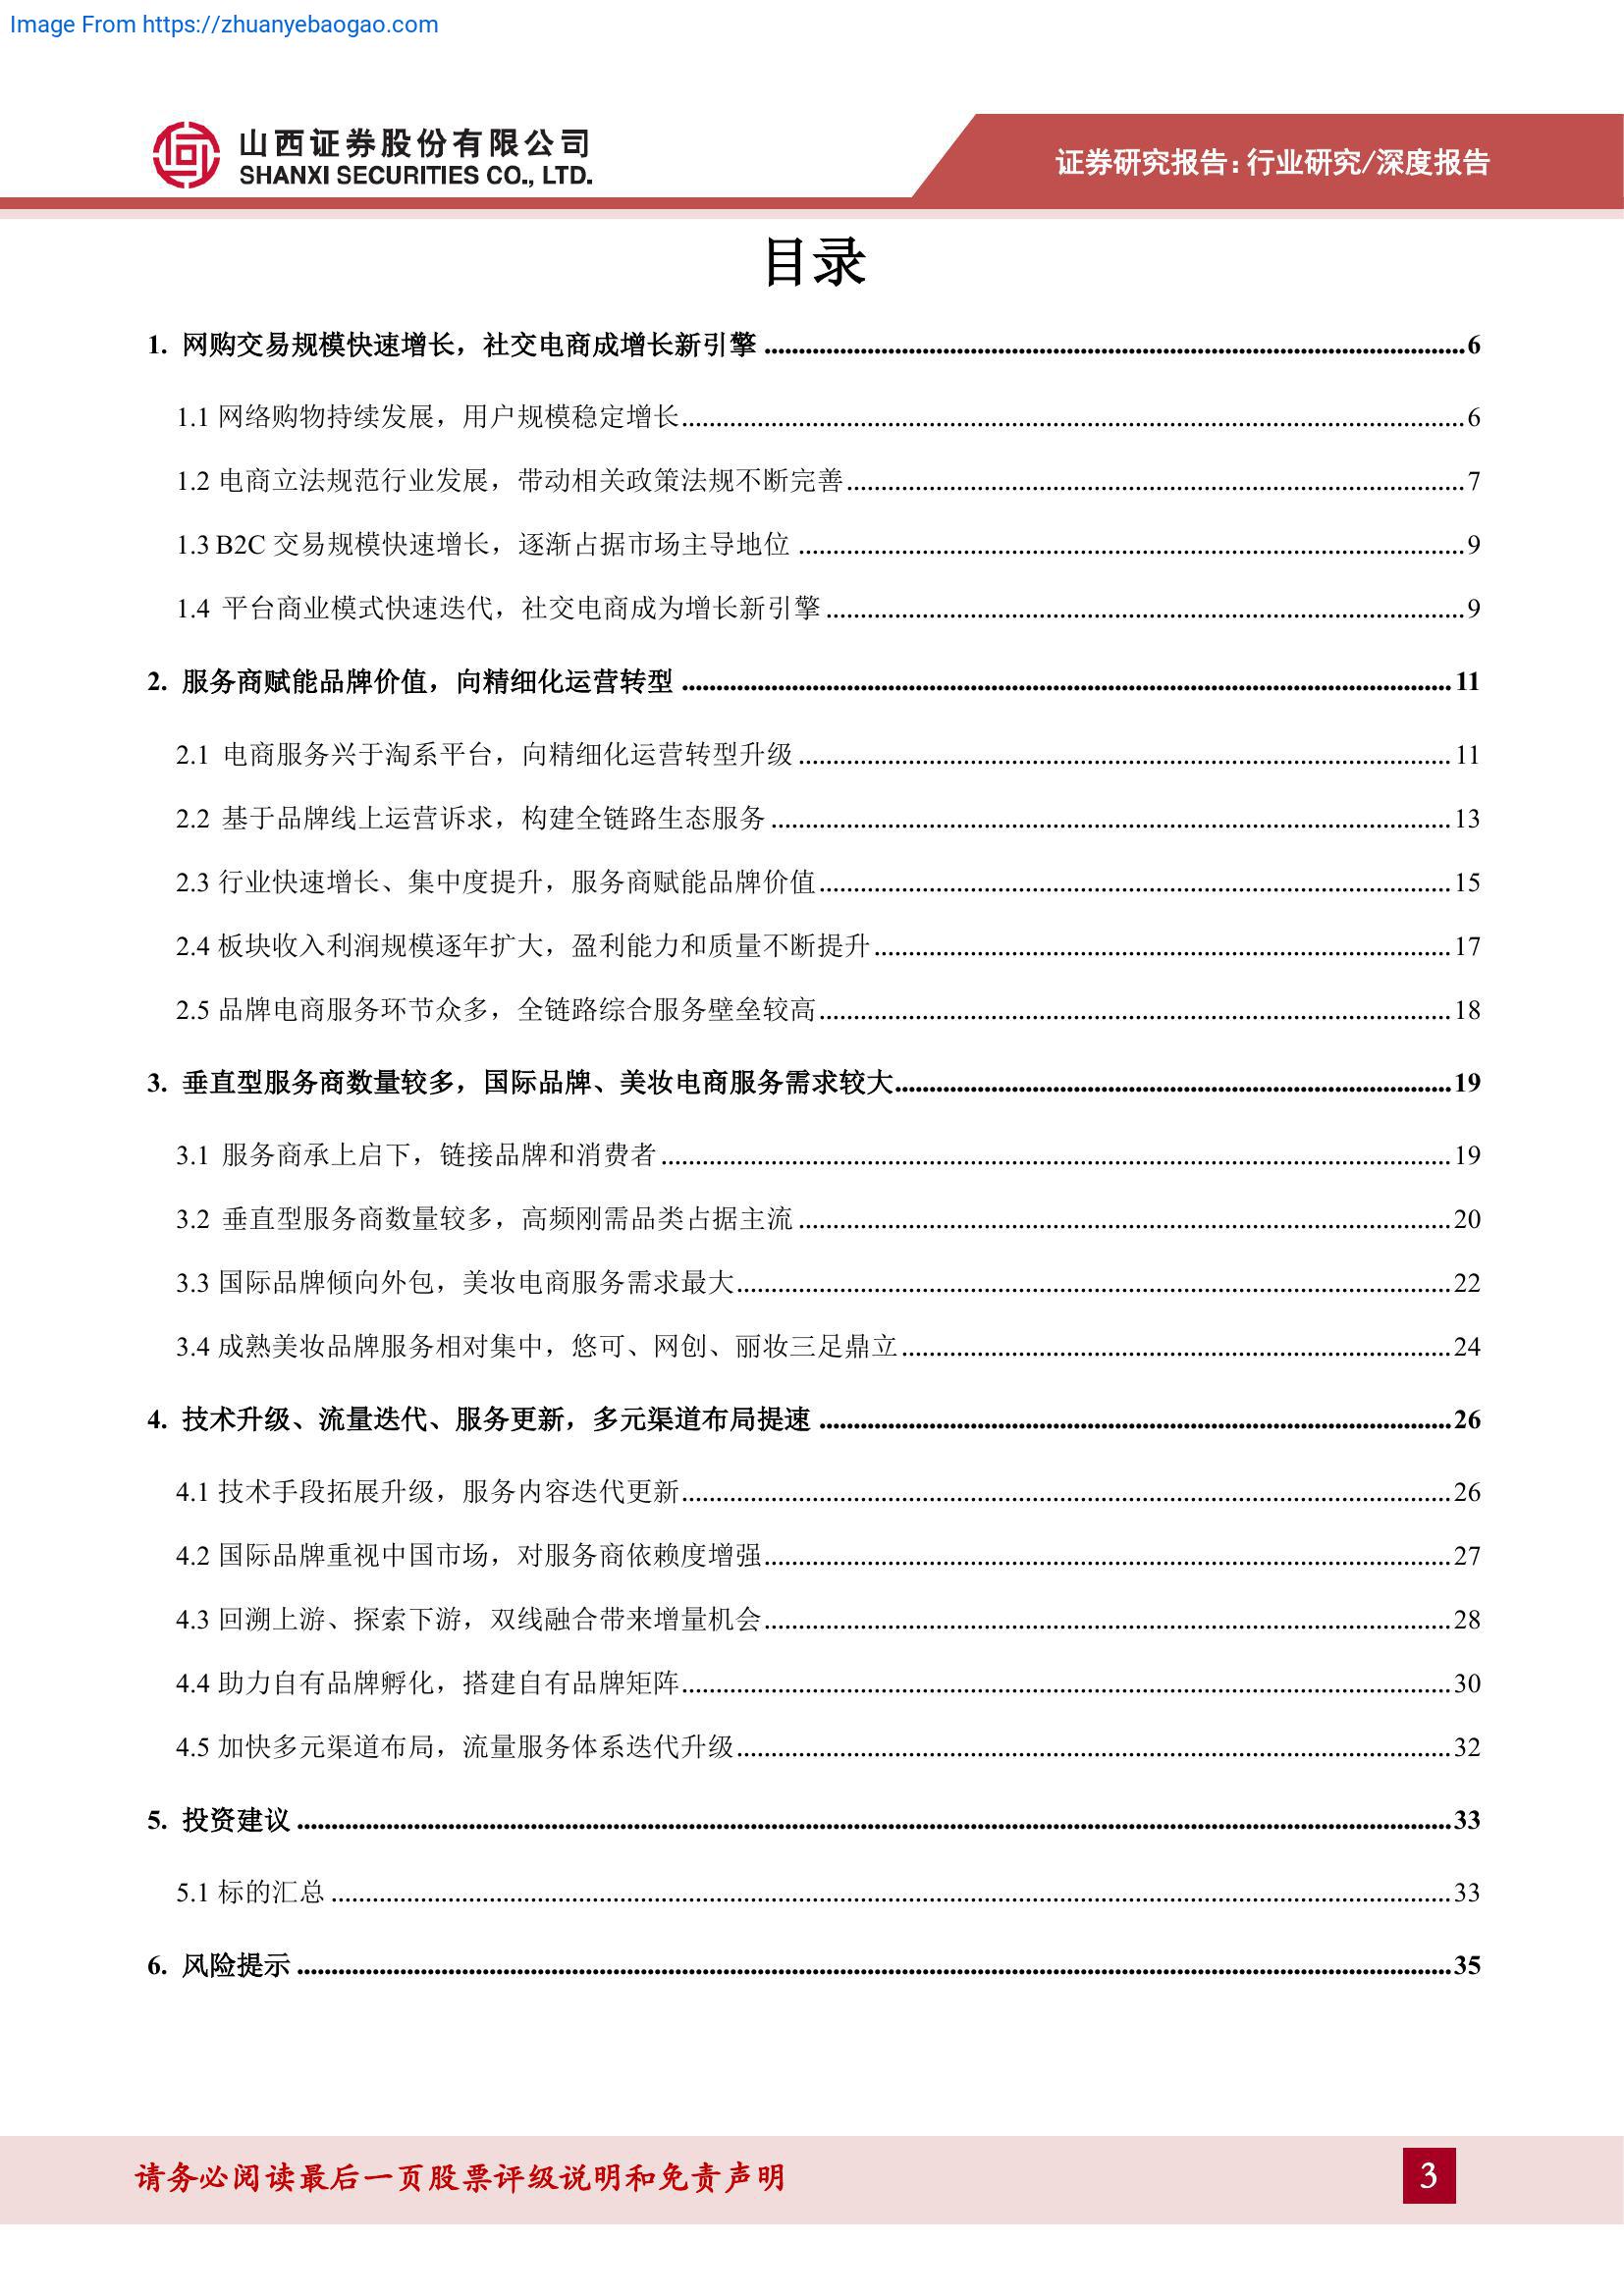 Image From https://zhuanyebaogao.com
山西证券股份有限公司
SHANXI SECURITIES CO., LTD.
证券研究报告：行业研究/深度报告
目录
1. 网购交易规模快速增长，社交电商成增长新引擎 6
1.1 网络购物持续发展，用户规模稳定增长 6
1.2 电商立法规范行业发展，带动相关政策法规不断完善 7
1.3 B2C 交易规模快速增长，逐渐占据市场主导地位 9
1.4 平台商业模式快速迭代，社交电商成为增长新引擎 9
2. 服务商赋能品牌价值，向精细化运营转型 11
2.1 电商服务兴于淘系平台，向精细化运营转型升级 11
2.2 基于品牌线上运营诉求，构建全链路生态服务 13
2.3 行业快速增长、集中度提升，服务商赋能品牌价值 15
2.4 板块收入利润规模逐年扩大，盈利能力和质量不断提升 17
2.5 品牌电商服务环节众多，全链路综合服务壁垒较高 18
3. 垂直型服务商数量较多，国际品牌、美妆电商服务需求较大 19
3.1 服务商承上启下，链接品牌和消费者 19
3.2 垂直型服务商数量较多，高频刚需品类占据主流 20
3.3 国际品牌倾向外包，美妆电商服务需求最大 22
3.4 成熟美妆品牌服务相对集中，悠可、网创、丽妆三足鼎立 24
4. 技术升级、流量迭代、服务更新，多元渠道布局提速 26
4.1 技术手段拓展升级，服务内容迭代更新 26
4.2 国际品牌重视中国市场，对服务商依赖度增强 27
4.3 回溯上游、探索下游，双线融合带来增量机会 28
4.4 助力自有品牌孵化，搭建自有品牌矩阵 30
4.5 加快多元渠道布局，流量服务体系迭代升级 32
5. 投资建议 33
5.1 标的汇总 33
6. 风险提示 35
请务必阅读最后一页股票评级说明和免责声明
3